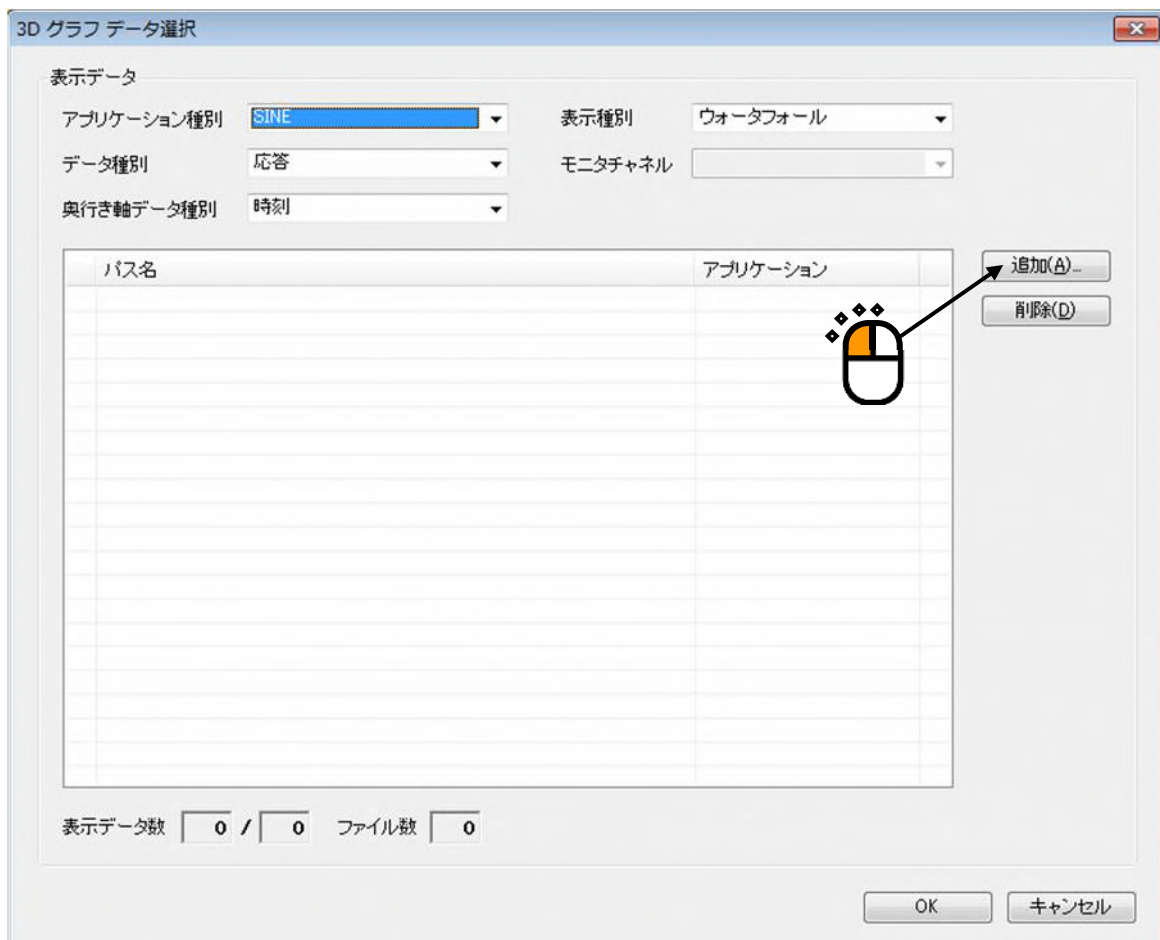 3D グラフ データ選択
表示データ
アプリケーション種別 SINE 表示種別 ウォータフォール
データ種別 応答 モニタチャネル
奥行き軸データ種別 時刻
パス名 アプリケーション
追加(A)...
削除(D)
表示データ数 0 / 0 ファイル数 0
OK キャンセル